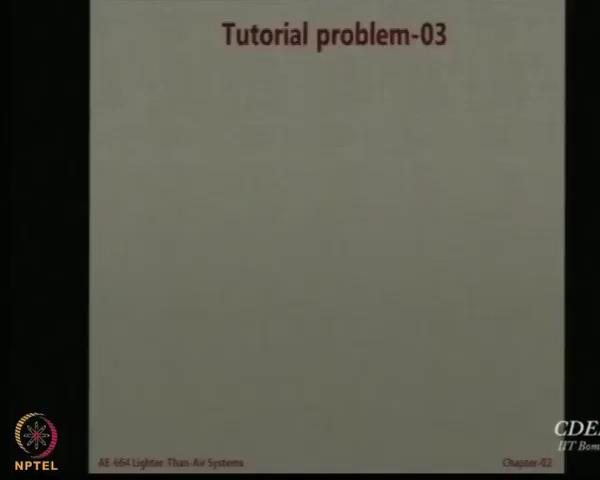 Tutorial problem-03
CDE
IIT Bom
NPTEL
AE-664 Lighter-Than-Air Systems
Chapter-02